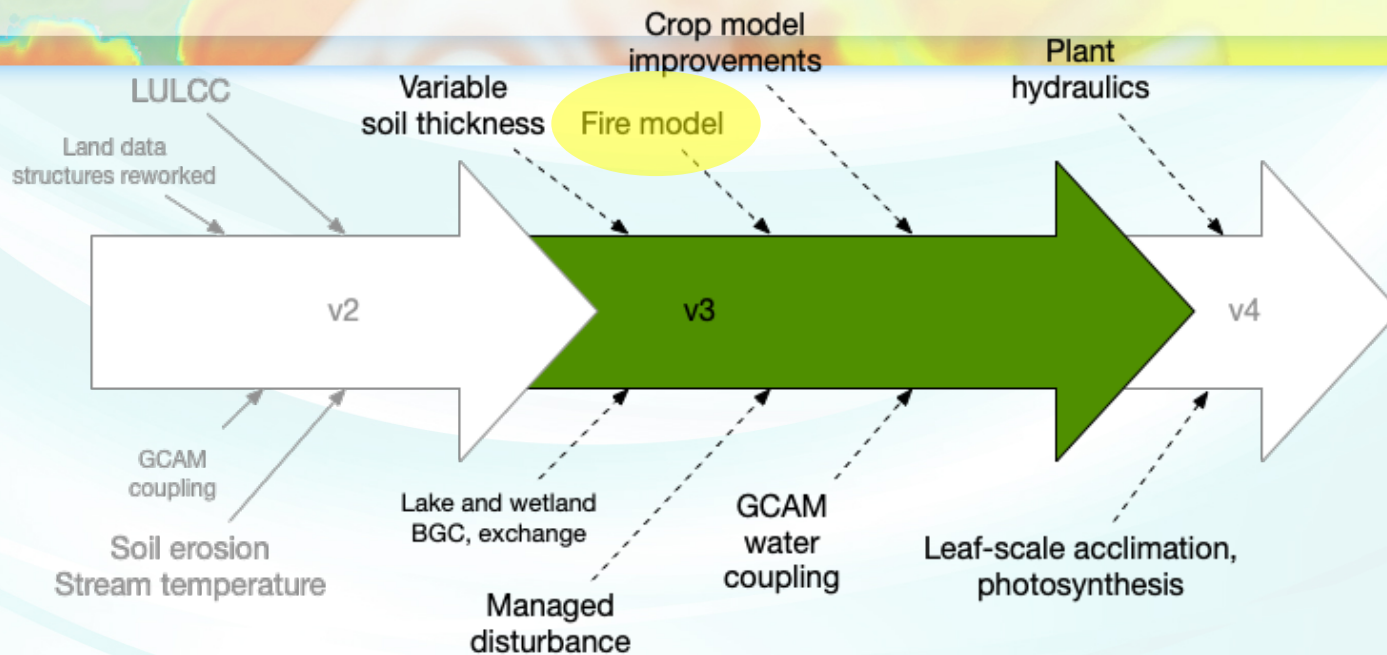 Crop model
improvements
Plant
hydraulics
LULCC
Variable
soil thickness
Fire model
Land data
structures reworked
v2
v3
v4
GCAM
coupling
Lake and wetland
BGC, exchange
GCAM
water
coupling
Soil erosion
Stream temperature
Leaf-scale acclimation,
photosynthesis
Managed
disturbance